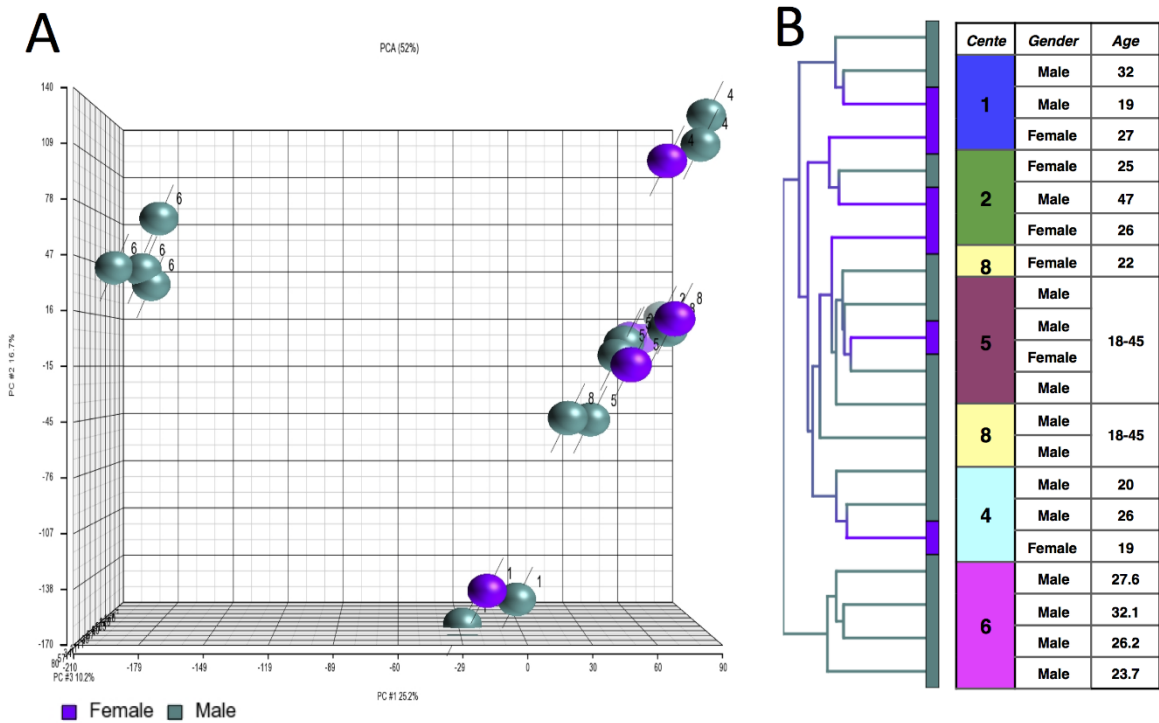 A
PCA (52%)
140
109
78
47
16
-15
-45
-76
-107
-138
-170
PC #2 16.7%
-210
-179
-149
-119
-90
-60
-29
0
30
60
90
PC #3 10.2%
PC #1 25.2%
4
4
4
6
6
6
6
2
8
5
5
8
5
1
1
Female
Male
B
Cente Gender Age
1
Male 32
Male 19
Female 27
2
Female 25
Male 47
Female 26
8 Female 22
5
Male
Male
Female
Male
18-45
8
Male
Male
18-45
4
Male 20
Male 26
Female 19
6
Male 27.6
Male 32.1
Male 26.2
Male 23.7